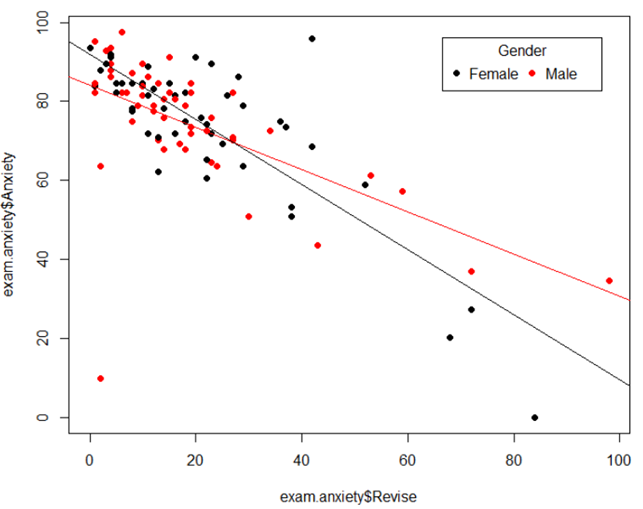 Gender
Female Male
exam.anxiety$Anxiety
100
80
60
40
20
0
0 20 40 60 80 100
exam.anxiety$Revise